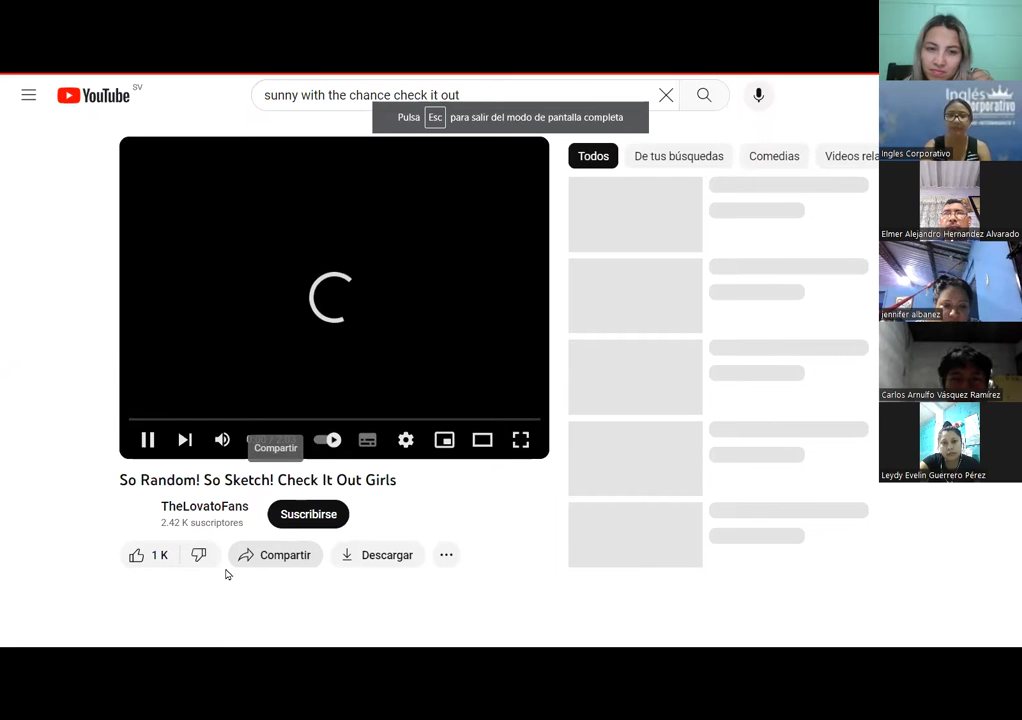 YouTube SV
sunny with the chance check it out
Pulsa Esc para salir del modo de pantalla completa
Todos
De tus búsquedas
Comedias
Videos rela
Compartir
So Random! So Sketch! Check It Out Girls
TheLovatoFans
2.42 K suscriptores
Suscribirse
1 K
Compartir
Descargar
Inglés
Corporativo
Ingles Corporativo
Elmer Alejandro Hernandez Alvarado
jennifer albanez
Carlos Arnulfo Vásquez Ramírez
Leydy Evelin Guerrero Pérez